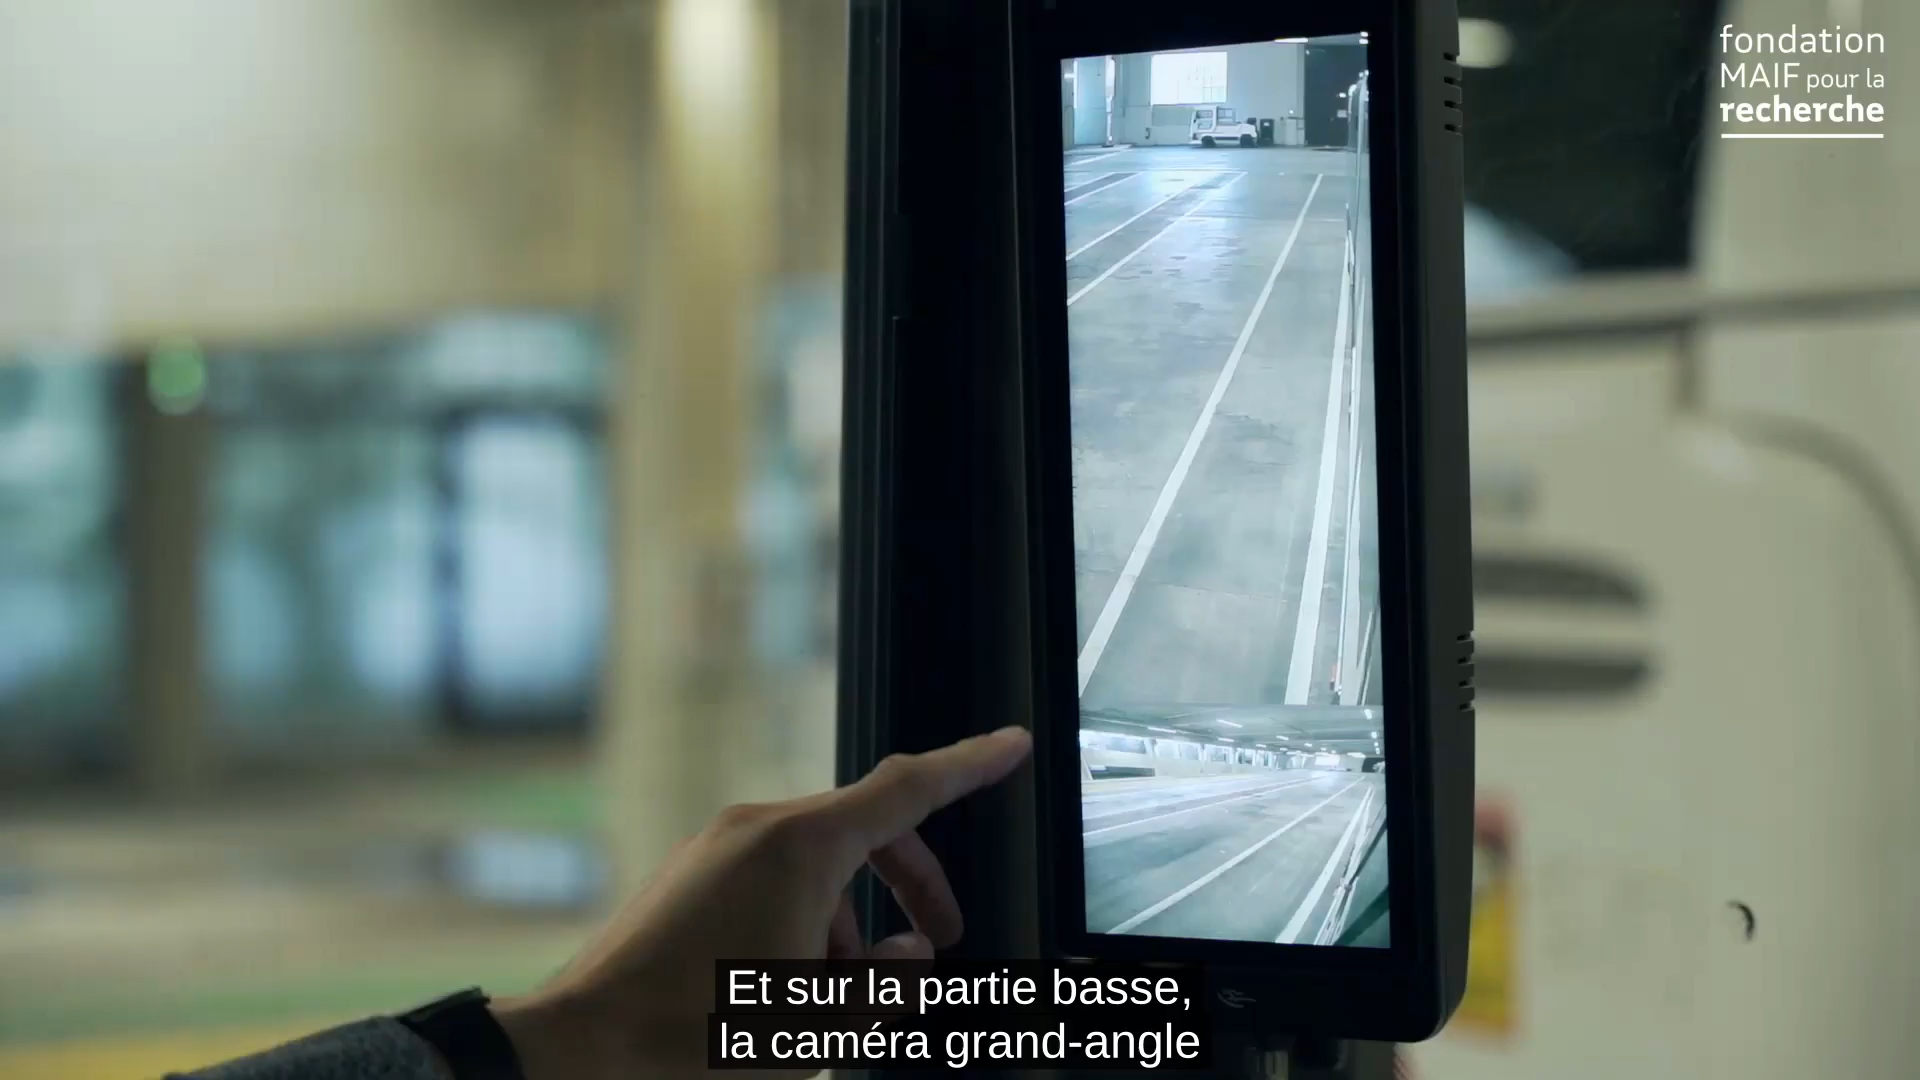 fondation
MAIF pour la
recherche
Et sur la partie basse,
la caméra grand-angle